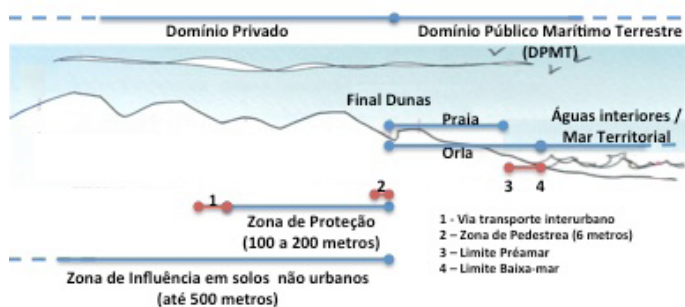 Domínio Privado
Domínio Público Marítimo Terrestre
(DPMT)
Final Dunas
Praia
Águas interiores /
Mar Territorial
Orla
1
2
3
4
Zona de Proteção
(100 a 200 metros)
1 - Via transporte interurbano
2 – Zona de Pedestrea (6 metros)
3 – Limite Préamar
4 – Limite Baixa-mar
Zona de Influência em solos não urbanos
(até 500 metros)